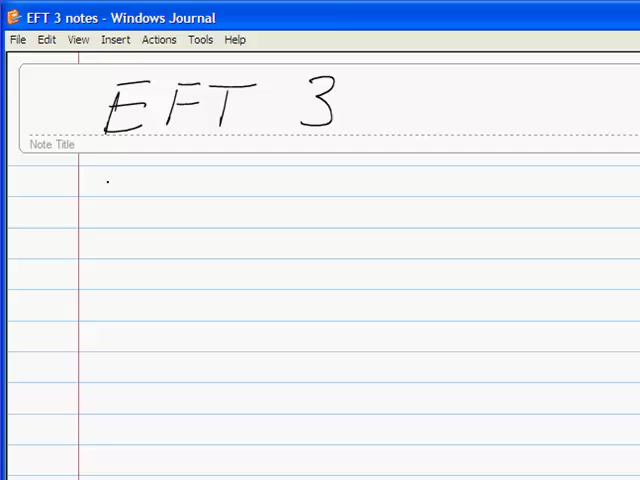 EFT 3 notes - Windows Journal
File Edit View Insert Actions Tools Help
EFT 3
Note Title